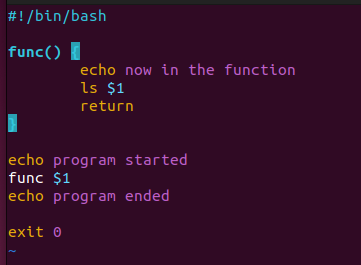 #!/bin/bash
func() {
echo now in the function
ls $1
return
}
echo program started
func $1
echo program ended
exit 0
~